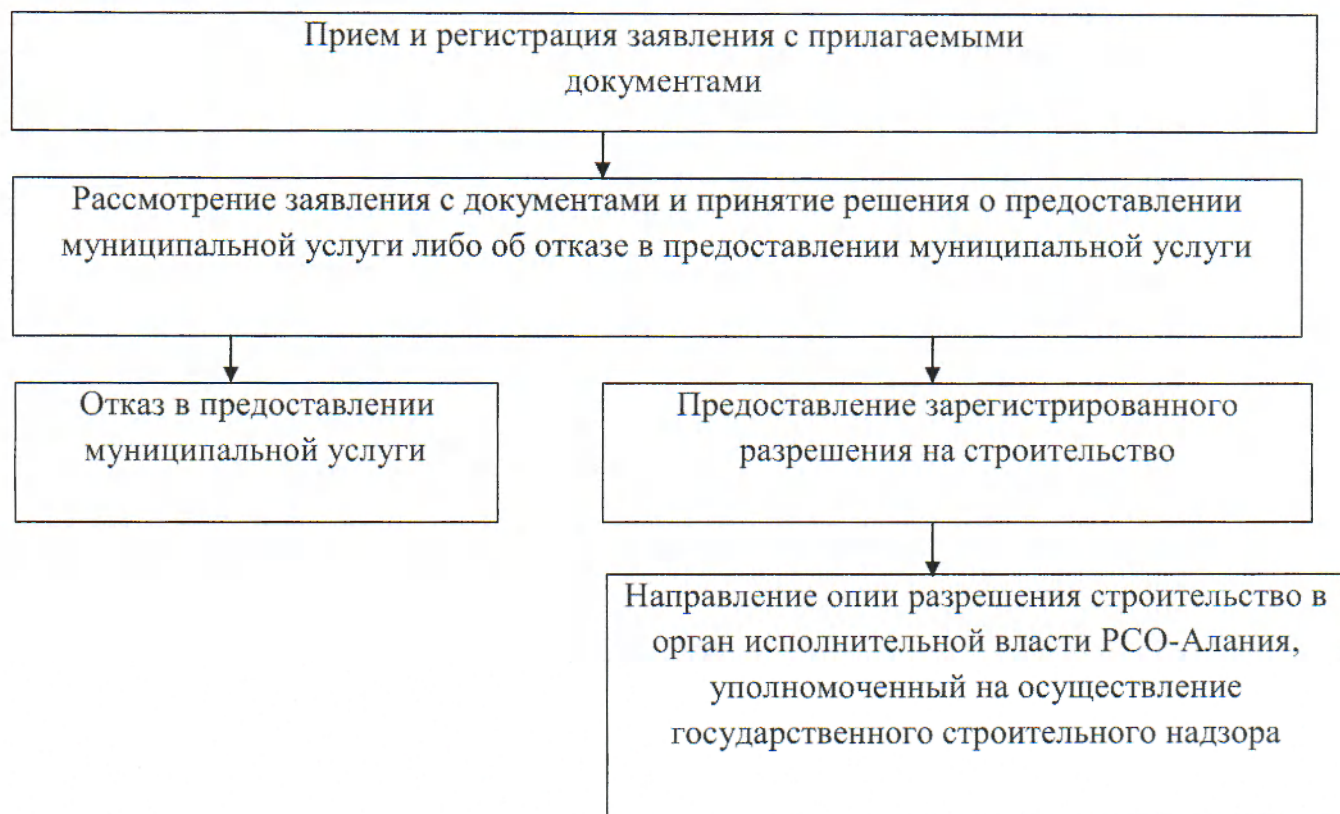 Прием и регистрация заявления с прилагаемыми
документами
Рассмотрение заявления с документами и принятие решения о предоставлении
муниципальной услуги либо об отказе в предоставлении муниципальной услуги
Отказ в предоставлении
муниципальной услуги
Предоставление зарегистрированного
разрешения на строительство
Направление опии разрешения строительство в
орган исполнительной власти РСО-Алания,
уполномоченный на осуществление
государственного строительного надзора